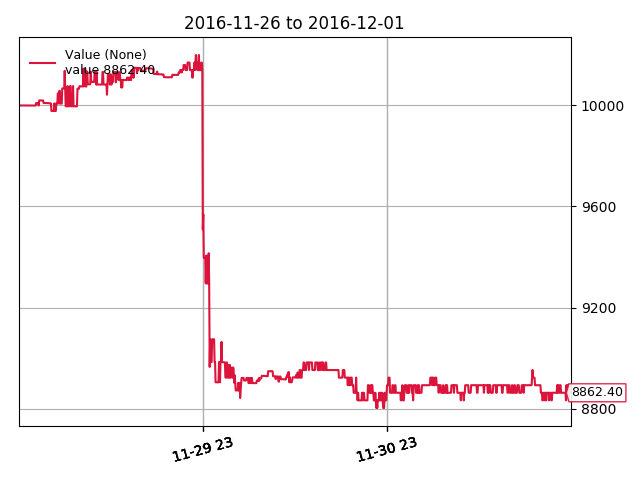 2016-11-26 to 2016-12-01
Value (None)
value 8862.40
10000
9600
9200
8862.40
8800
11-29 23
11-30 23